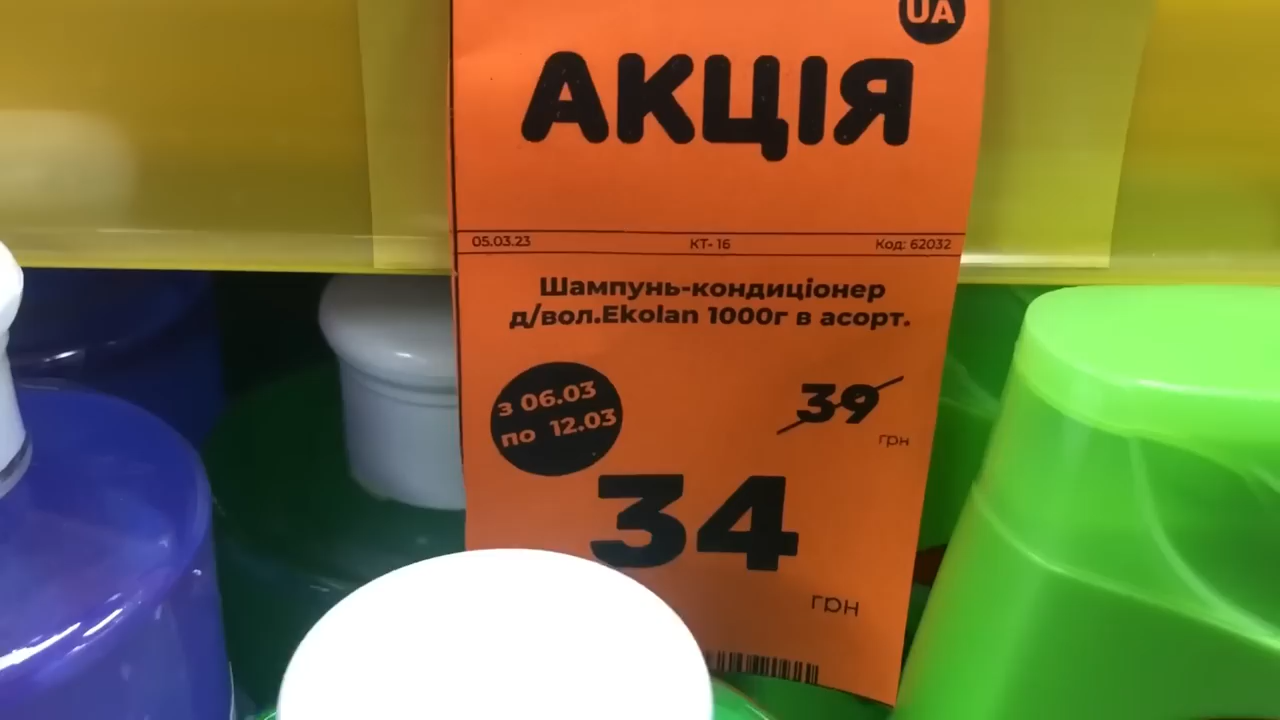 UA
АКЦІЯ
05.03.23 КТ- 16 Код: 62032
Шампунь-кондиціонер
д/вол.Ekolan 1000г в асорт.
з 06.03
по 12.03
39
грн
34
грн